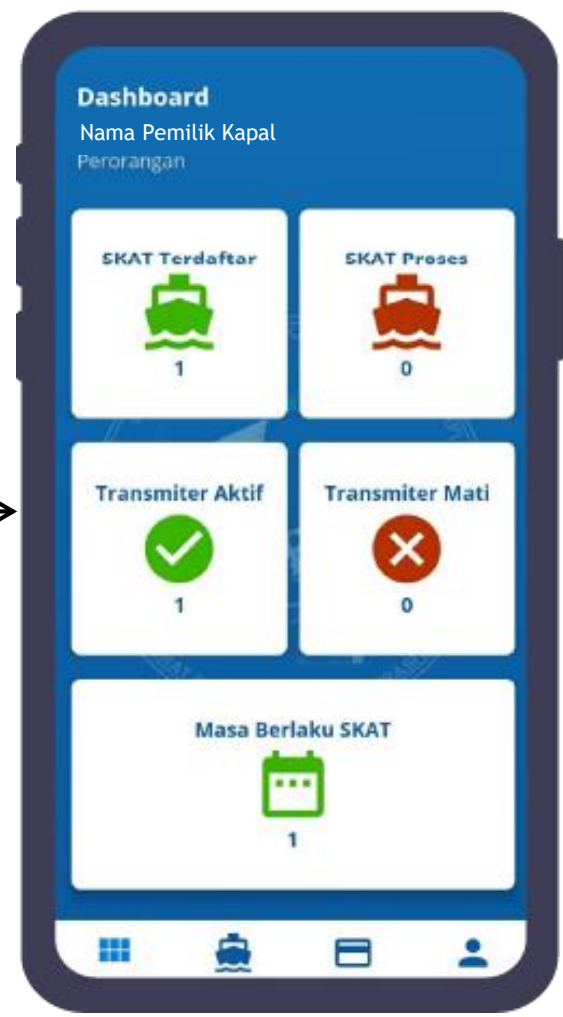 Dashboard
Nama Pemilik Kapal
Perorangan
SKAT Terdaftar
SKAT Proses
1
0
Transmiter Aktif
Transmiter Mati
1
0
Masa Berlaku SKAT
1